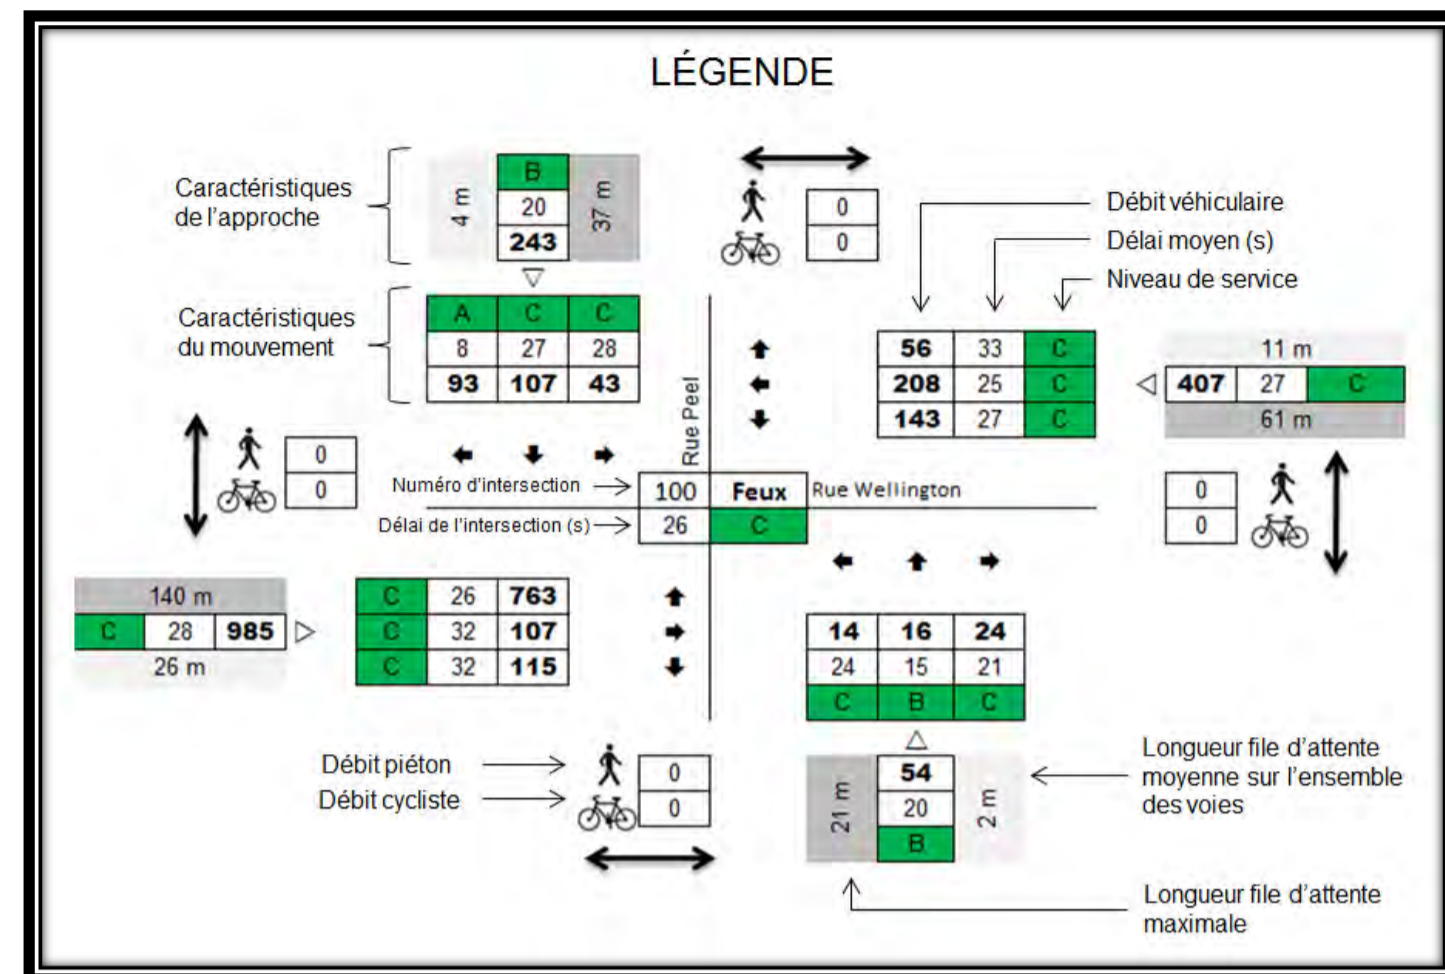 LÉGENDE
Caractéristiques
de l'approche
4 m
B
20
243
37 m
0
0
Débit véhiculaire
Délai moyen (s)
Niveau de service
Caractéristiques
du mouvement
A C C
8 27 28
93 107 43
Rue Peel
56 33 C
208 25 C
143 27 C
11 m
407 27 C
61 m
0
0
Numéro d'intersection
100 Feux Rue Wellington
Délai de l'intersection (s)
26 C
0
0
140 m
C 28 985
26 m
C 26 763
C 32 107
C 32 115
14 16 24
24 15 21
C B C
Débit piéton
Débit cycliste
0
0
21 m
54
20
B
2 m
Longueur file d'attente
moyenne sur l'ensemble
des voies
Longueur file d'attente
maximale